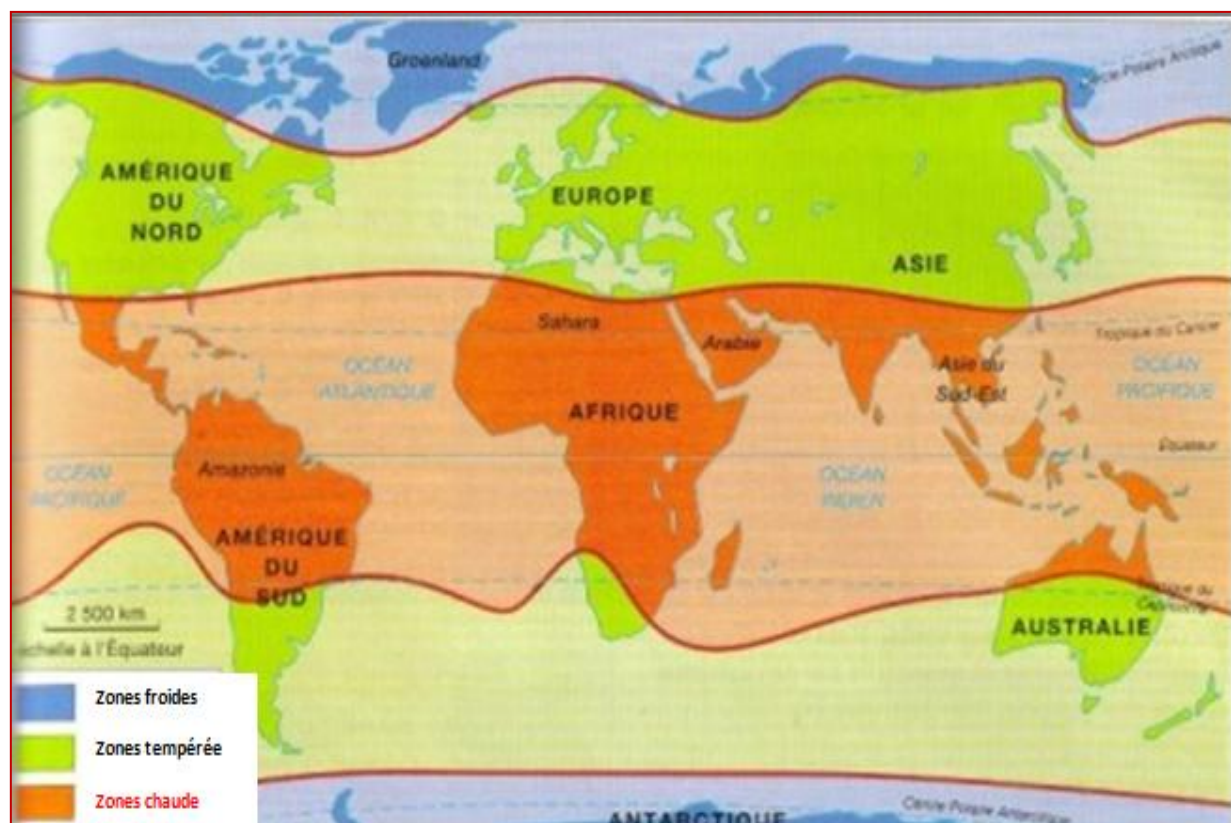 Groenland
Cercle Polaire Arctique
AMÉRIQUE
DU
NORD
EUROPE
ASIE
Sahara
Arabie
Tropique du Cancer
OCÉAN
ATLANTIQUE
Asie du
Sud-Est
OCÉAN
PACIFIQUE
AFRIQUE
Équateur
Amazonie
OCÉAN
PACIFIQUE
OCÉAN
INDIEN
AMÉRIQUE
DU
SUD
Tropique du
Capricorne
2 500 km
échelle à l'Équateur
AUSTRALIE
Zones froides
Zones tempérée
Zones chaude
Cercle Polaire Antarctique
ANTARCTIQUE